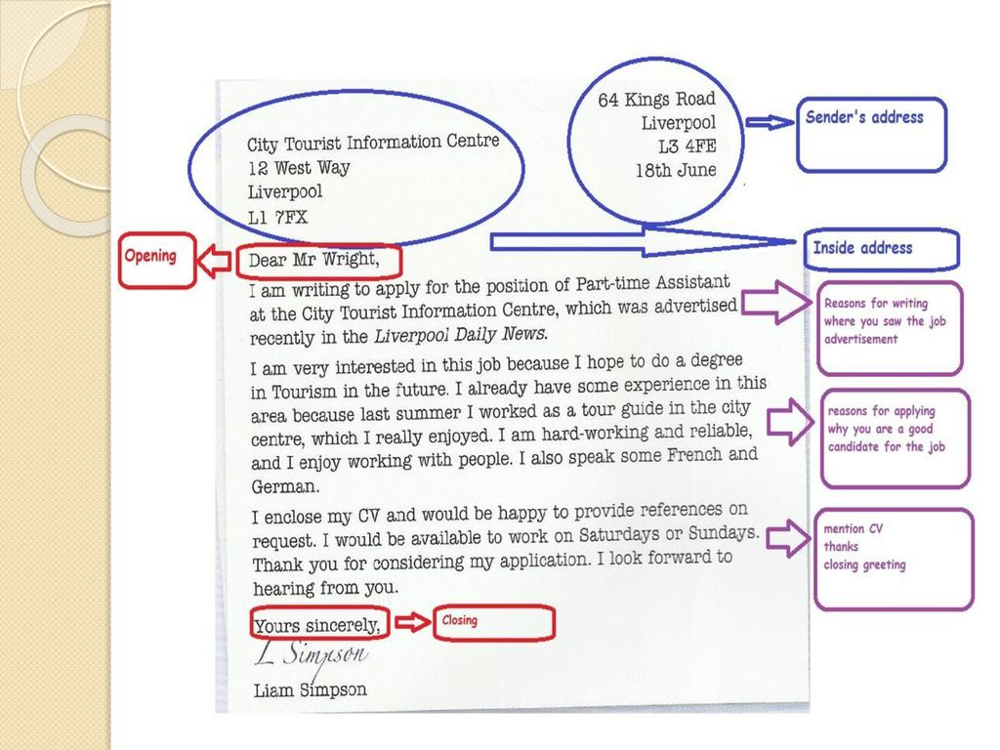 64 Kings Road
Liverpool
L3 4FE
18th June
Sender's address
City Tourist Information Centre
12 West Way
Liverpool
L1 7FX
Inside address
Opening
Dear Mr Wright,
I am writing to apply for the position of Part-time Assistant
at the City Tourist Information Centre, which was advertised
recently in the Liverpool Daily News.
Reasons for writing
where you saw the job
advertisement
I am very interested in this job because I hope to do a degree
in Tourism in the future. I already have some experience in this
area because last summer I worked as a tour guide in the city
centre, which I really enjoyed. I am hard-working and reliable,
and I enjoy working with people. I also speak some French and
German.
reasons for applying
why you are a good
candidate for the job
I enclose my CV and would be happy to provide references on
request. I would be available to work on Saturdays or Sundays.
Thank you for considering my application. I look forward to
hearing from you.
mention CV
thanks
closing greeting
Yours sincerely,
Closing
L Simpson
Liam Simpson